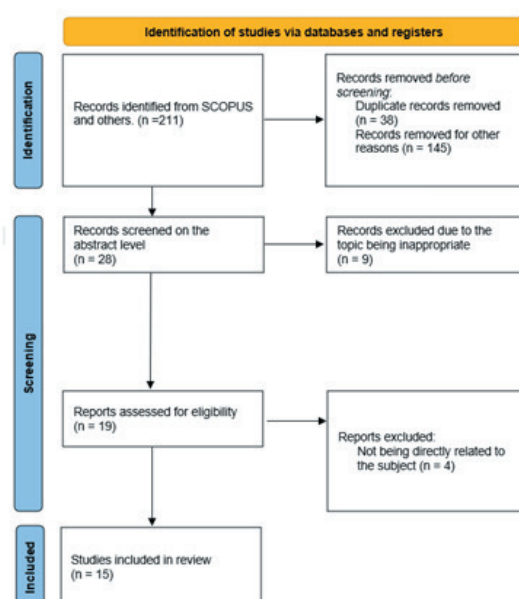 Identification of studies via databases and registers
Identification
Records identified from SCOPUS
and others. (n =211)
Records removed before
screening:
Duplicate records removed
(n = 38)
Records removed for other
reasons (n = 145)
Screening
Records screened on the
abstract level
(n = 28)
Records excluded due to the
topic being inappropriate
(n = 9)
Reports assessed for eligibility
(n = 19)
Reports excluded:
Not being directly related to
the subject (n = 4)
Included
Studies included in review
(n = 15)